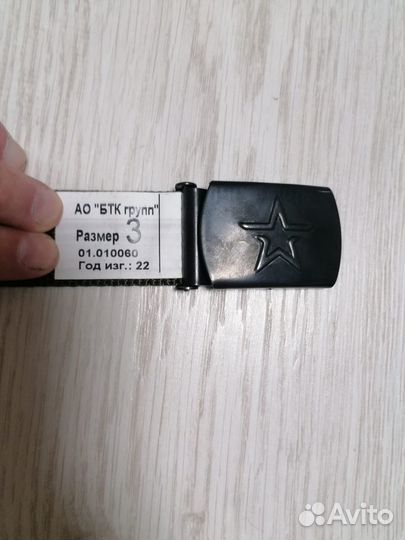 АО "БТК групп"
Размер 3
01.010060
Год изг.: 22
Avito